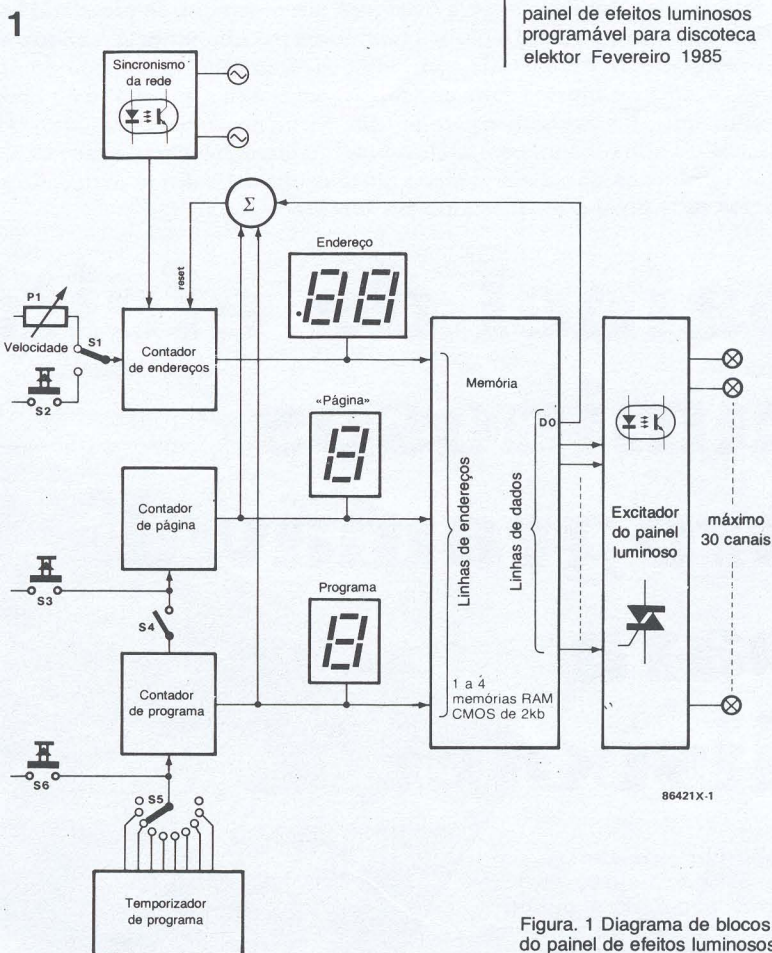 1
painel de efeitos luminosos
programável para discoteca
elektor Fevereiro 1985
Sincronismo
da rede
Σ
reset
Endereço
.88
P1
Velocidade
S1
S2
Contador
de endereços
Memória
«Página»
8
DO
Linhas de endereços
Linhas de dados
Excitador
do painel
luminoso
máximo
30 canais
Contador
de página
S3
S4
Programa
8
Contador
de programa
1 a 4
memórias RAM
CMOS de 2kb
S6
S5
86421X-1
Temporizador
de programa
Figura. 1 Diagrama de blocos
do painel de efeitos luminosos